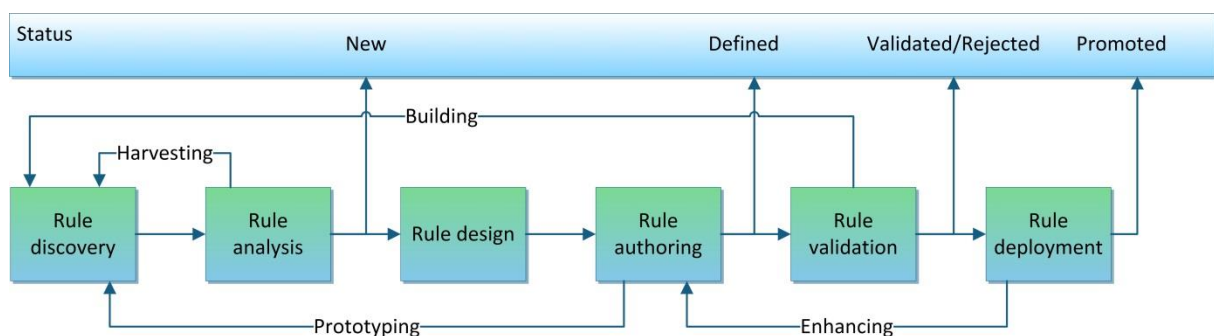 Status
New
Defined
Validated/Rejected
Promoted
Building
Harvesting
Rule
discovery
Rule
analysis
Rule design
Rule
authoring
Rule
validation
Rule
deployment
Prototyping
Enhancing